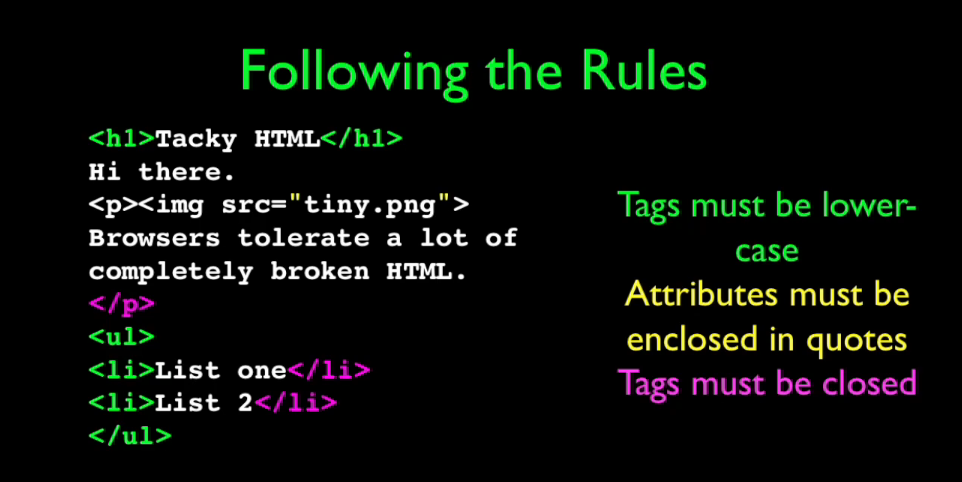 Following the Rules
<h1>Tacky HTML</h1>
Hi there.
<p><img src="tiny.png">
Browsers tolerate a lot of
completely broken HTML.
</p>
<ul>
<li>List one</li>
<li>List 2</li>
</ul>
Tags must be lower-
case
Attributes must be
enclosed in quotes
Tags must be closed